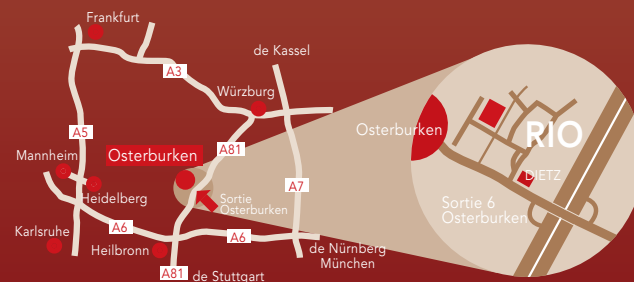 Frankfurt
de Kassel
A3
Würzburg
A5
Osterburken
A81
Mannheim
Osterburken
RIO
DIETZ
A7
Heidelberg
Sortie
Osterburken
Sortie 6
Osterburken
A6
Karlsruhe
Heilbronn
A6
de Nürnberg
München
A81 de Stuttgart